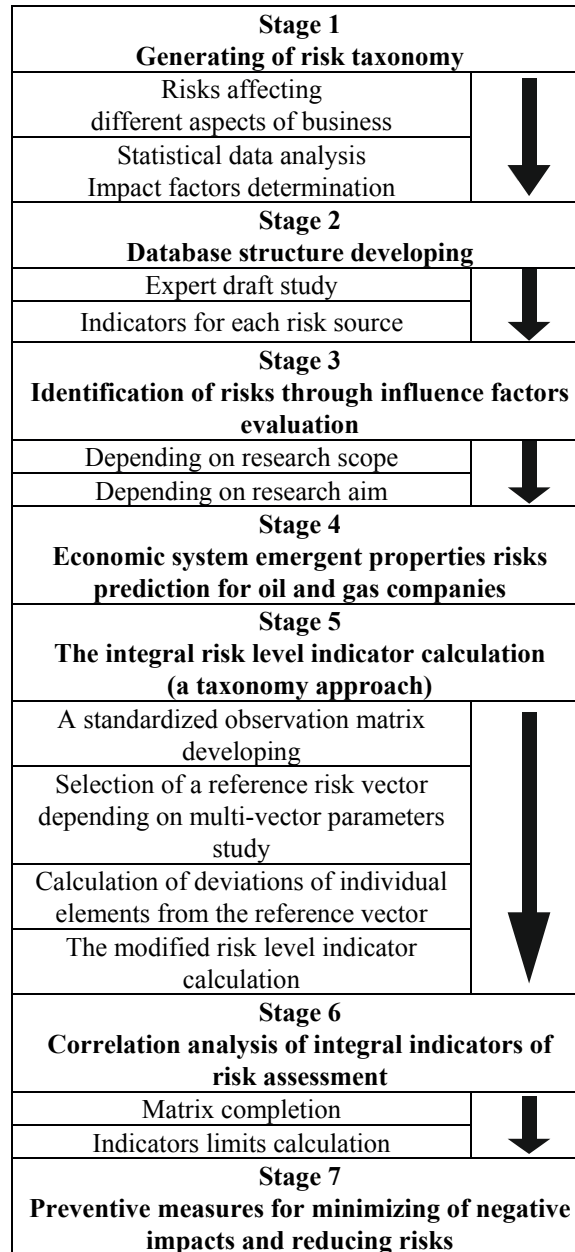 Stage 1
Generating of risk taxonomy
Risks affecting
different aspects of business
Statistical data analysis
Impact factors determination
Stage 2
Database structure developing
Expert draft study
Indicators for each risk source
Stage 3
Identification of risks through influence factors
evaluation
Depending on research scope
Depending on research aim
Stage 4
Economic system emergent properties risks
prediction for oil and gas companies
Stage 5
The integral risk level indicator calculation
(a taxonomy approach)
A standardized observation matrix
developing
Selection of a reference risk vector
depending on multi-vector parameters
study
Calculation of deviations of individual
elements from the reference vector
The modified risk level indicator
calculation
Stage 6
Correlation analysis of integral indicators of
risk assessment
Matrix completion
Indicators limits calculation
Stage 7
Preventive measures for minimizing of negative
impacts and reducing risks